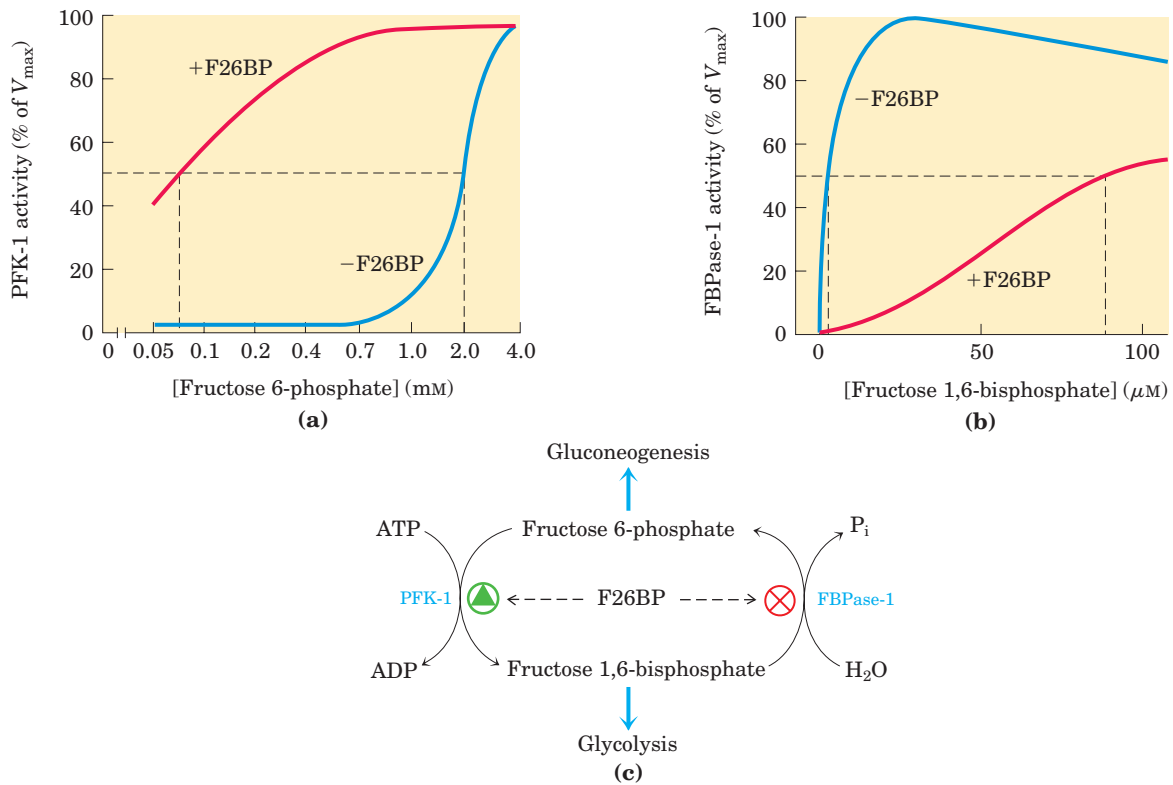 PFK-1 activity (% of Vmax)
100
80
60
40
20
0
+F26BP
−F26BP
0 0.05 0.1 0.2 0.4 0.7 1.0 2.0 4.0
[Fructose 6-phosphate] (mM)
(a)
FBPase-1 activity (% of Vmax)
100
80
60
40
20
0
−F26BP
+F26BP
0 50 100
[Fructose 1,6-bisphosphate] (μM)
(b)
Gluconeogenesis
ATP Fructose 6-phosphate Pi
PFK-1 F26BP FBPase-1
ADP Fructose 1,6-bisphosphate H2O
Glycolysis
(c)